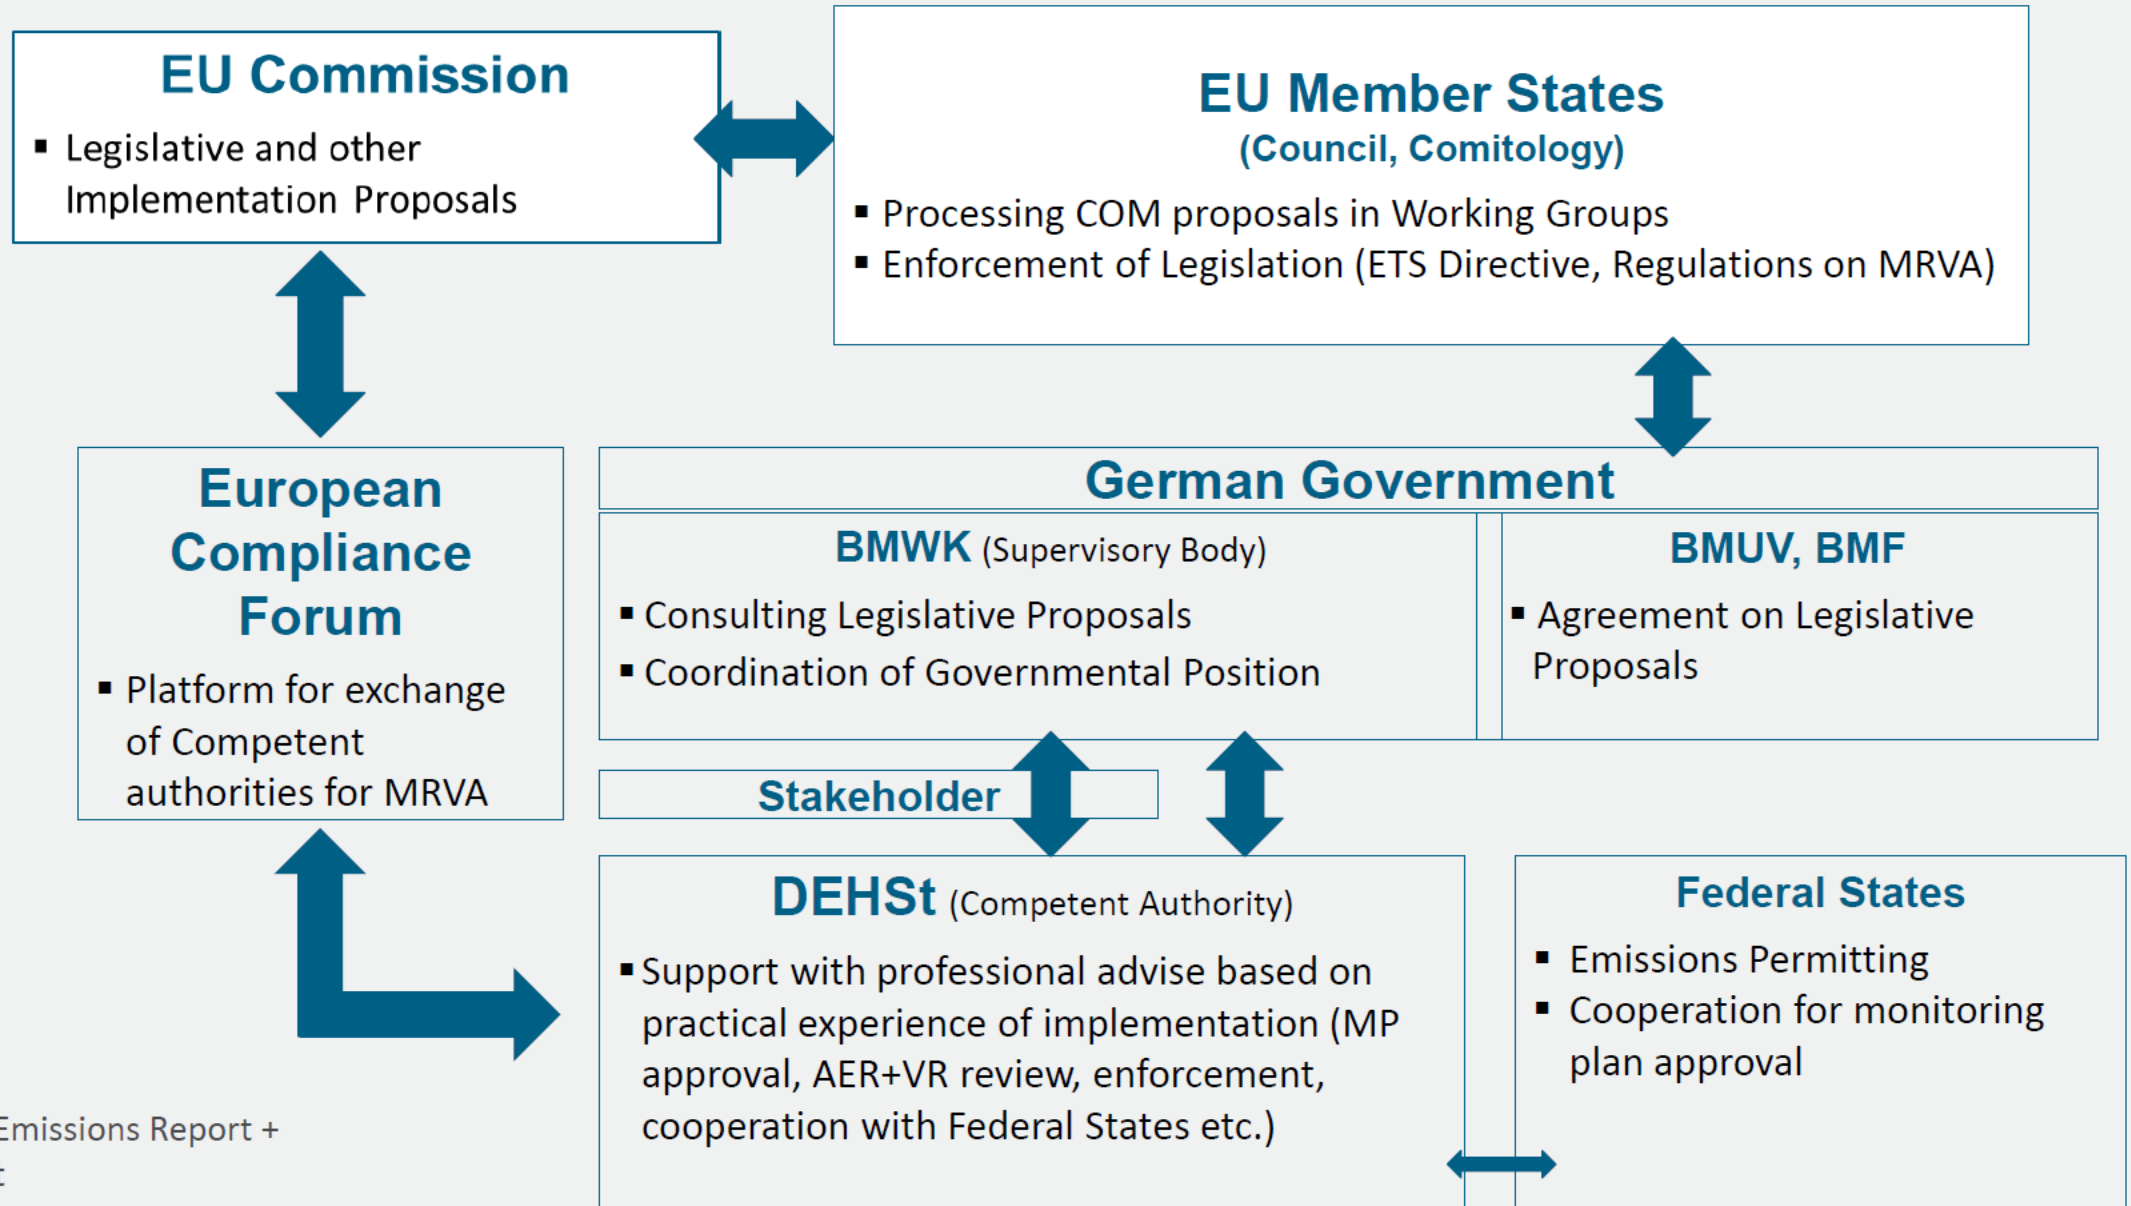 EU Commission
▪ Legislative and other
Implementation Proposals
EU Member States
(Council, Comitology)
▪ Processing COM proposals in Working Groups
▪ Enforcement of Legislation (ETS Directive, Regulations on MRVA)
European
Compliance
Forum
▪ Platform for exchange
of Competent
authorities for MRVA
German Government
BMWK (Supervisory Body)
▪ Consulting Legislative Proposals
▪ Coordination of Governmental Position
BMUV, BMF
▪ Agreement on Legislative
Proposals
Stakeholder
DEHSt (Competent Authority)
▪ Support with professional advise based on
practical experience of implementation (MP
approval, AER+VR review, enforcement,
cooperation with Federal States etc.)
Federal States
▪ Emissions Permitting
▪ Cooperation for monitoring
plan approval
Emissions Report +